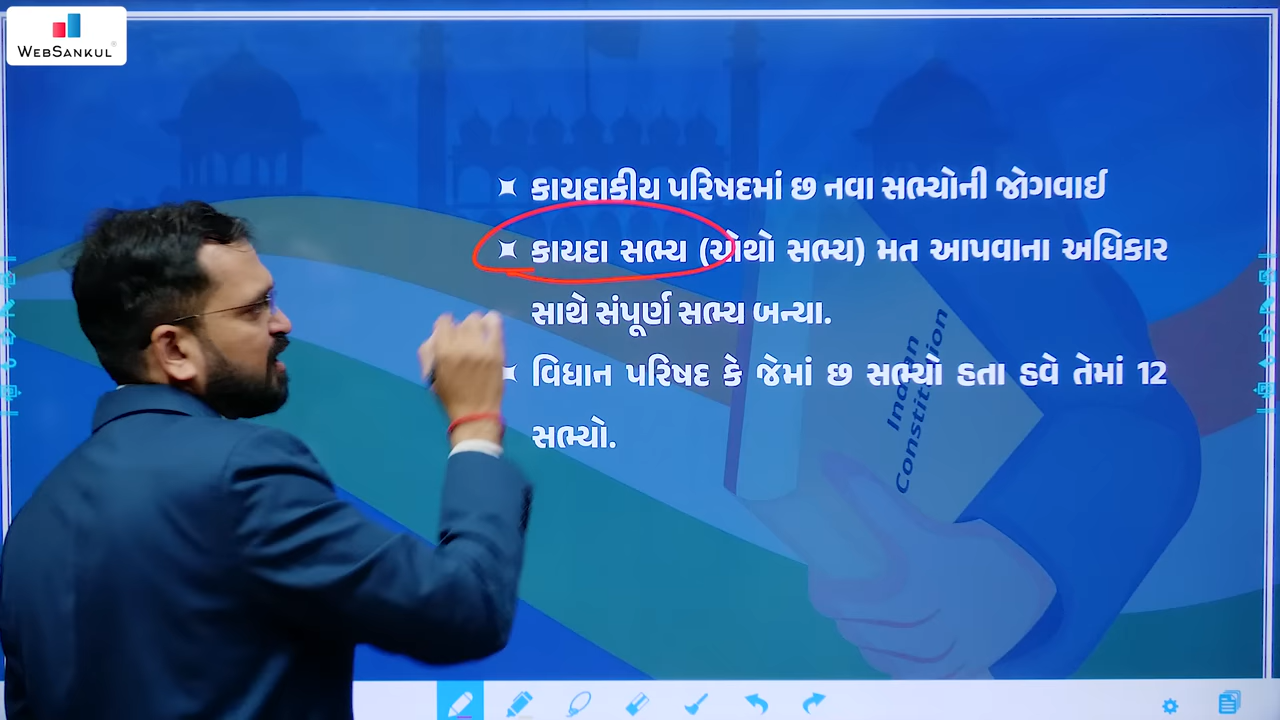 WEBSANKUL
કાયદાકીય પરિષદમાં છ નવા સભ્યોની જોગવાઈ
કાયદા સભ્ય (ચોથો સભ્ય) મત આપવાના અધિકાર
સાથે સંપૂર્ણ સભ્ય બન્યા.
વિધાન પરિષદ કે જેમાં છ સભ્યો હતા હવે તેમાં 12
સભ્યો.
Indian
Constitution